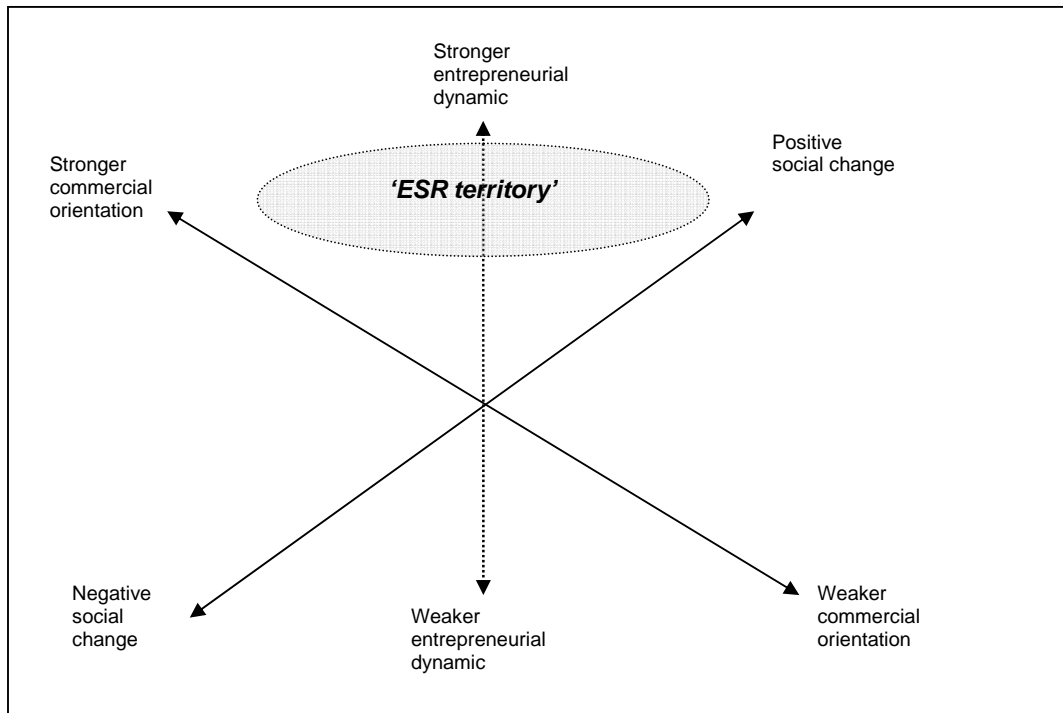 Stronger
entrepreneurial
dynamic
Stronger
commercial
orientation
‘ESR territory’
Positive
social change
Negative
social
change
Weaker
entrepreneurial
dynamic
Weaker
commercial
orientation